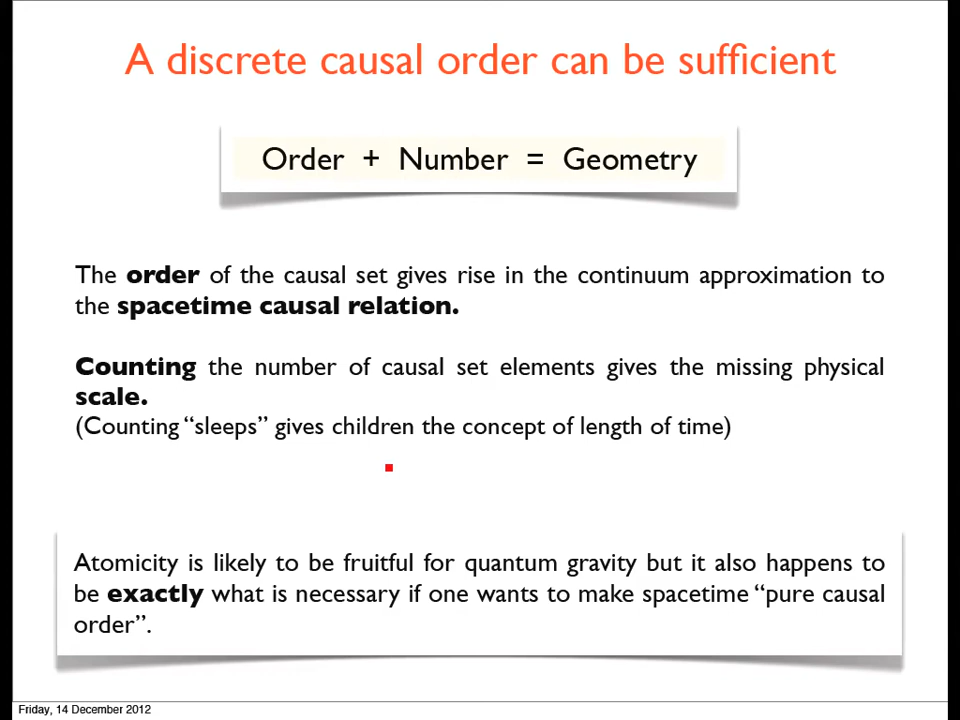 A discrete causal order can be sufficient
Order + Number = Geometry
The order of the causal set gives rise in the continuum approximation to
the spacetime causal relation.
Counting the number of causal set elements gives the missing physical
scale.
(Counting “sleeps” gives children the concept of length of time)
Atomicity is likely to be fruitful for quantum gravity but it also happens to
be exactly what is necessary if one wants to make spacetime “pure causal
order”.
Friday, 14 December 2012